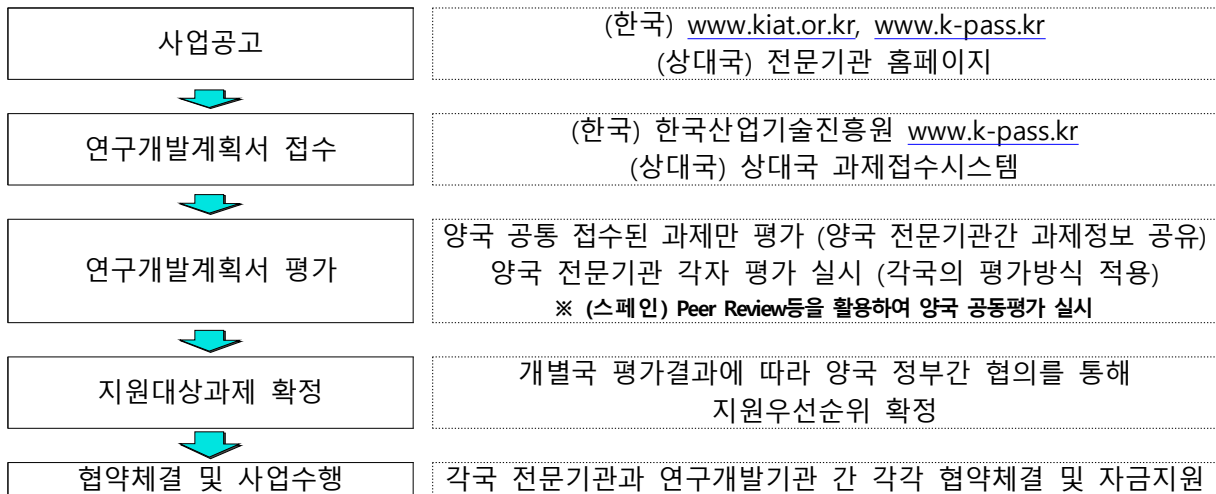 사업공고
(한국) www.kiat.or.kr, www.k-pass.kr
(상대국) 전문기관 홈페이지
연구개발계획서 접수
(한국) 한국산업기술진흥원 www.k-pass.kr
(상대국) 상대국 과제접수시스템
연구개발계획서 평가
양국 공통 접수된 과제만 평가 (양국 전문기관간 과제정보 공유)
양국 전문기관 각자 평가 실시 (각국의 평가방식 적용)
※ (스페인) Peer Review등을 활용하여 양국 공동평가 실시
지원대상과제 확정
개별국 평가결과에 따라 양국 정부간 협의를 통해
지원우선순위 확정
협약체결 및 사업수행
각국 전문기관과 연구개발기관 간 각각 협약체결 및 자금지원